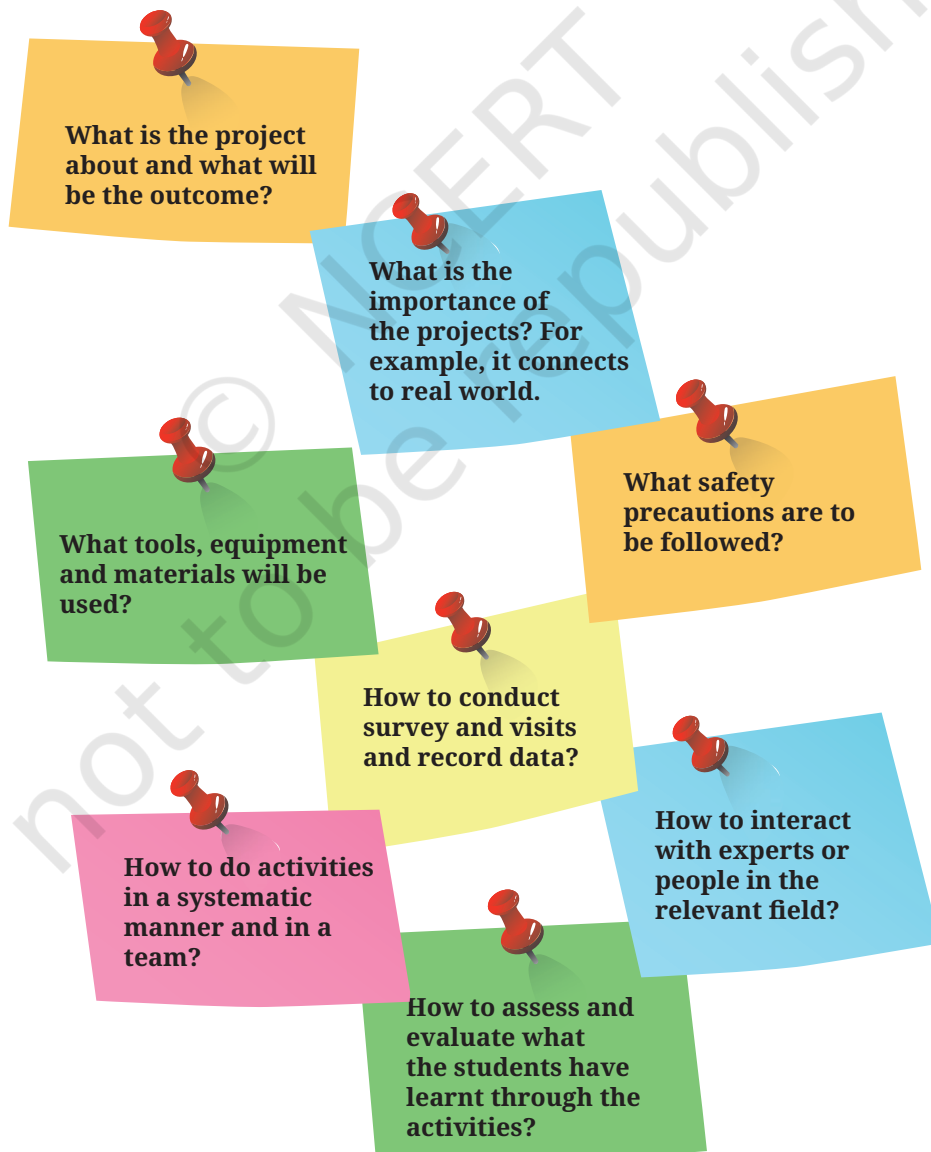 What is the project
about and what will
be the outcome?
What is the
importance of
the projects? For
example, it connects
to real world.
What safety
precautions are to
be followed?
What tools, equipment
and materials will be
used?
How to conduct
survey and visits
and record data?
How to interact
with experts or
people in the
relevant field?
How to do activities
in a systematic
manner and in a
team?
How to assess and
evaluate what
the students have
learnt through the
activities?
© NCERT
not to be republish